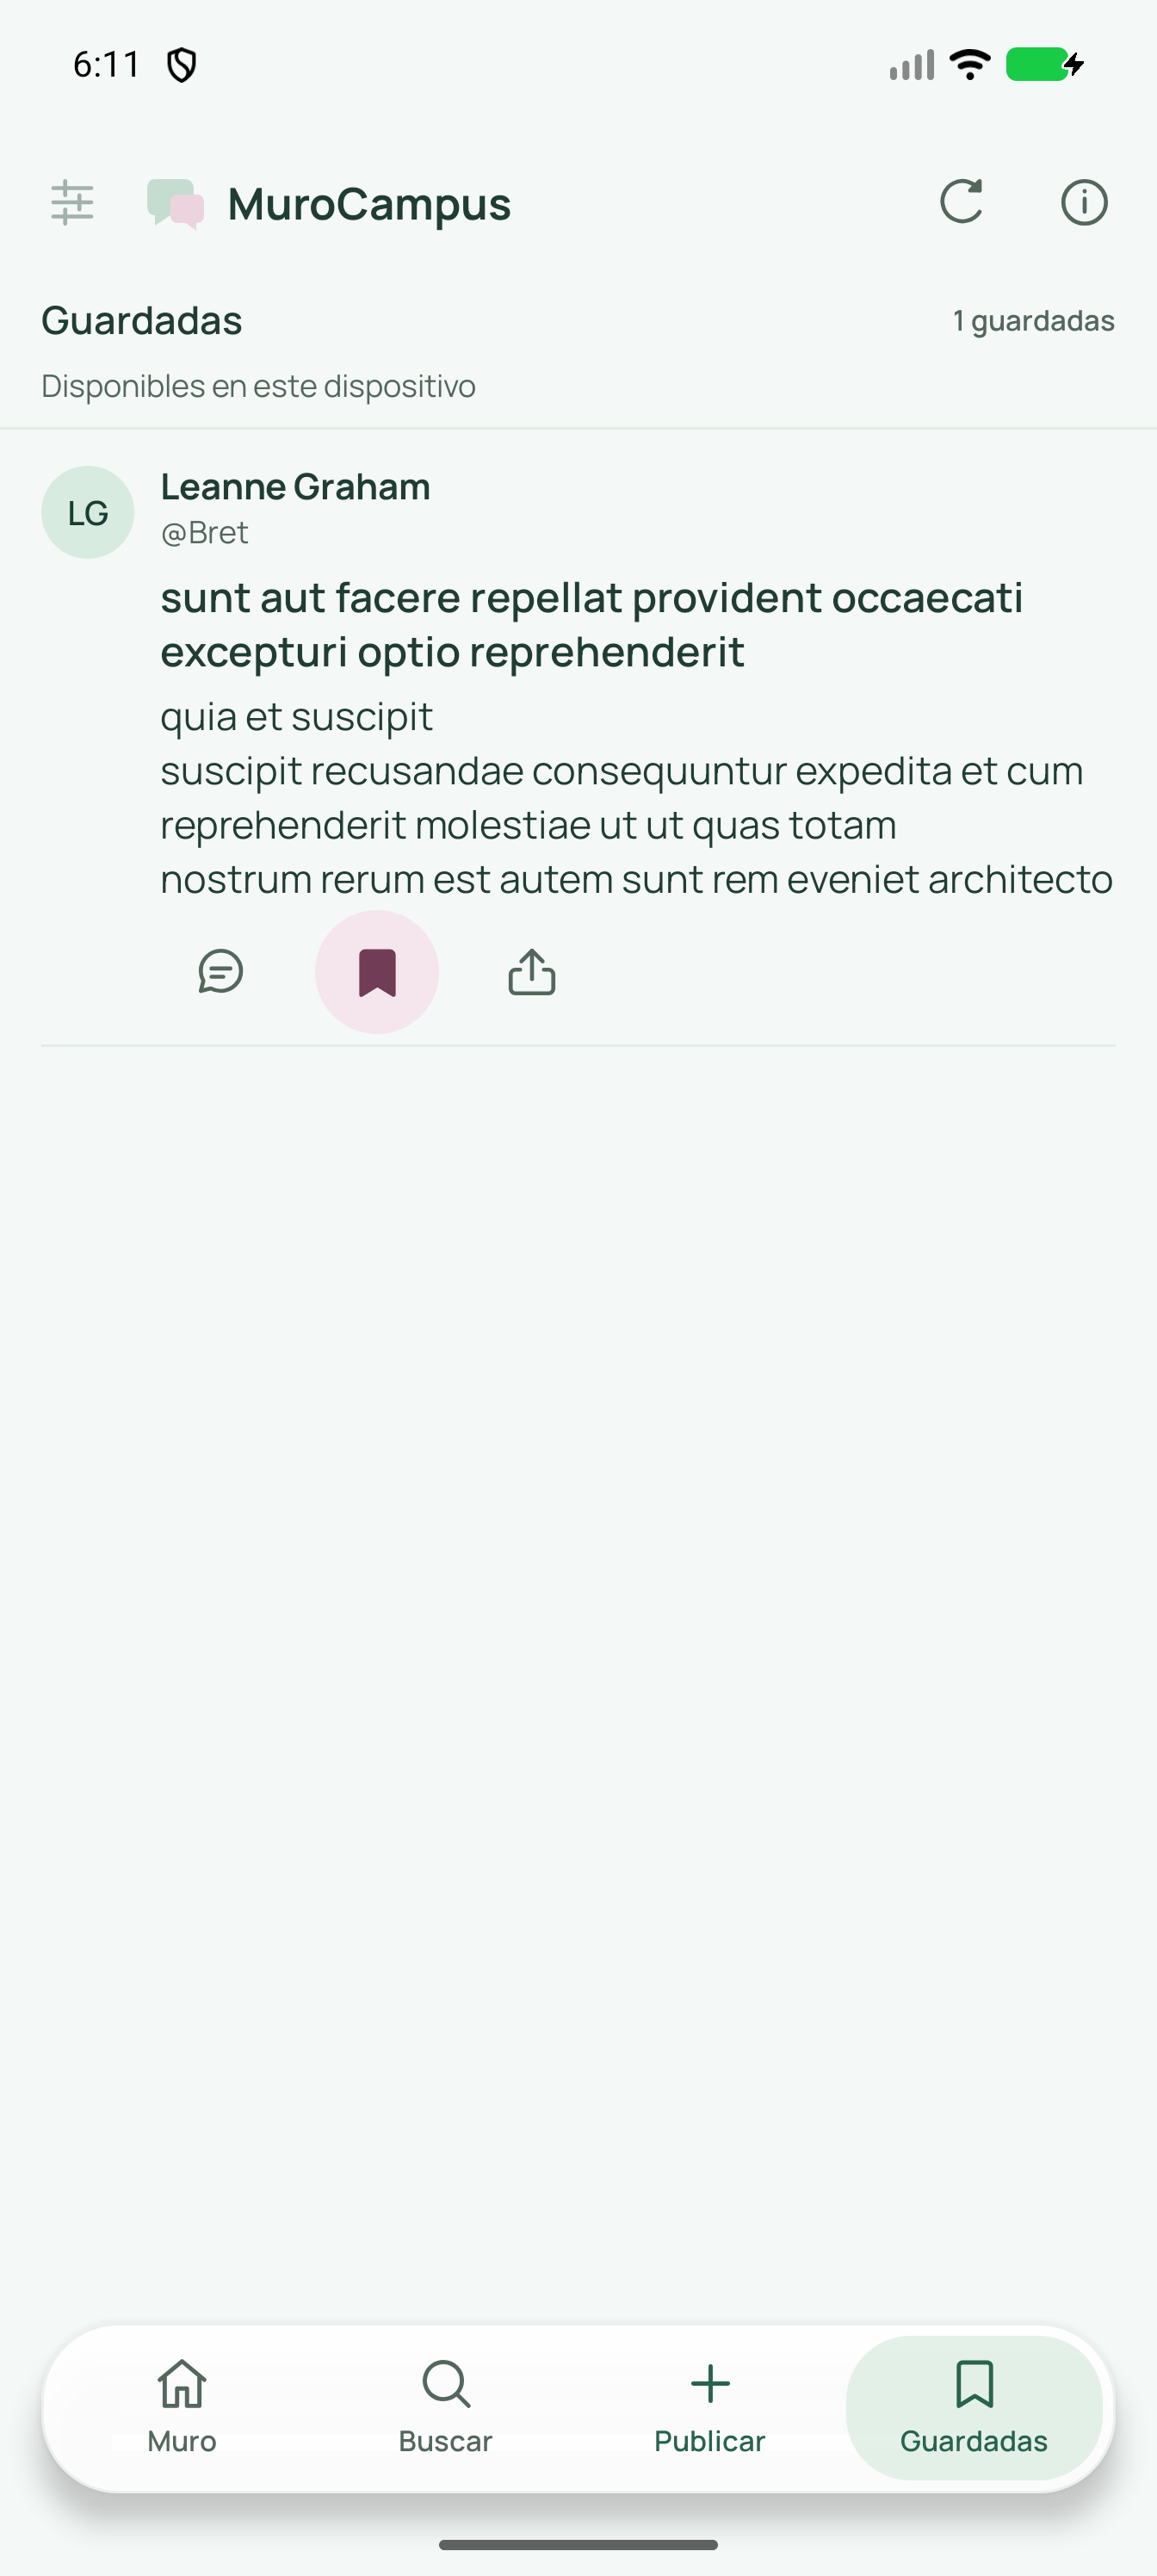 6:11
MuroCampus
Guardadas
1 guardadas
Disponibles en este dispositivo
LG
Leanne Graham
@Bret
sunt aut facere repellat provident occaecati
excepturi optio reprehenderit
quia et suscipit
suscipit recusandae consequuntur expedita et cum
reprehenderit molestiae ut ut quas totam
nostrum rerum est autem sunt rem eveniet architecto
Muro
Buscar
Publicar
Guardadas